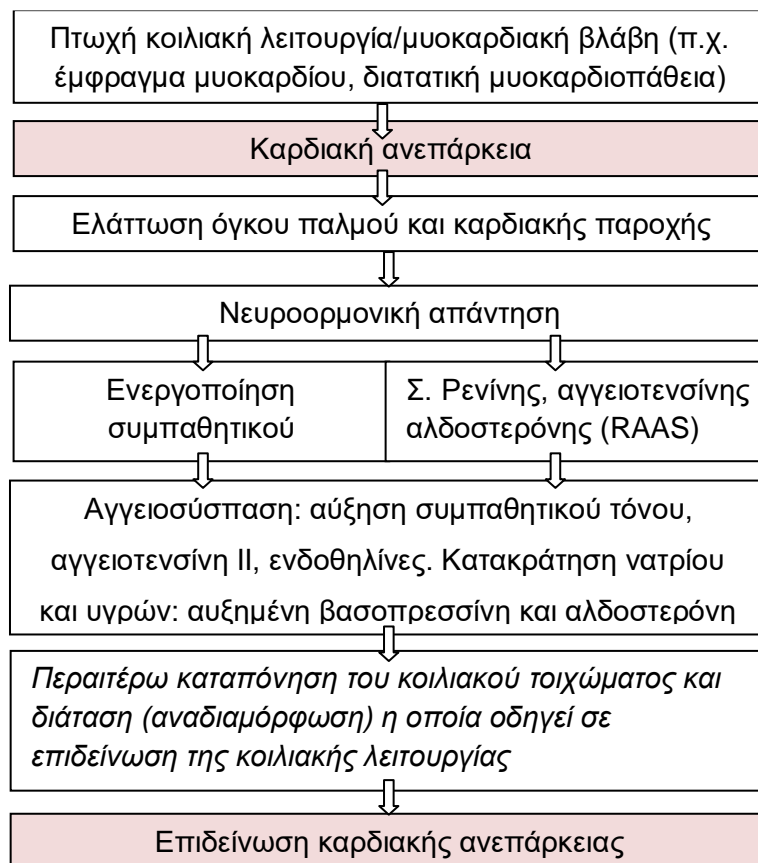 Πτωχή κοιλιακή λειτουργία/μυοκαρδιακή βλάβη (π.χ.
έμφραγμα μυοκαρδίου, διατατική μυοκαρδιοπάθεια)
Καρδιακή ανεπάρκεια
Ελάττωση όγκου παλμού και καρδιακής παροχής
Νευροορμονική απάντηση
Ενεργοποίηση
συμπαθητικού
Σ. Ρενίνης, αγγειοτενσίνης
αλδοστερόνης (RAAS)
Αγγειοσύσπαση: αύξηση συμπαθητικού τόνου,
αγγειοτενσίνη ΙΙ, ενδοθηλίνες. Κατακράτηση νατρίου
και υγρών: αυξημένη βασοπρεσσίνη και αλδοστερόνη
Περαιτέρω καταπόνηση του κοιλιακού τοιχώματος και
διάταση (αναδιαμόρφωση) η οποία οδηγεί σε
επιδείνωση της κοιλιακής λειτουργίας
Επιδείνωση καρδιακής ανεπάρκειας